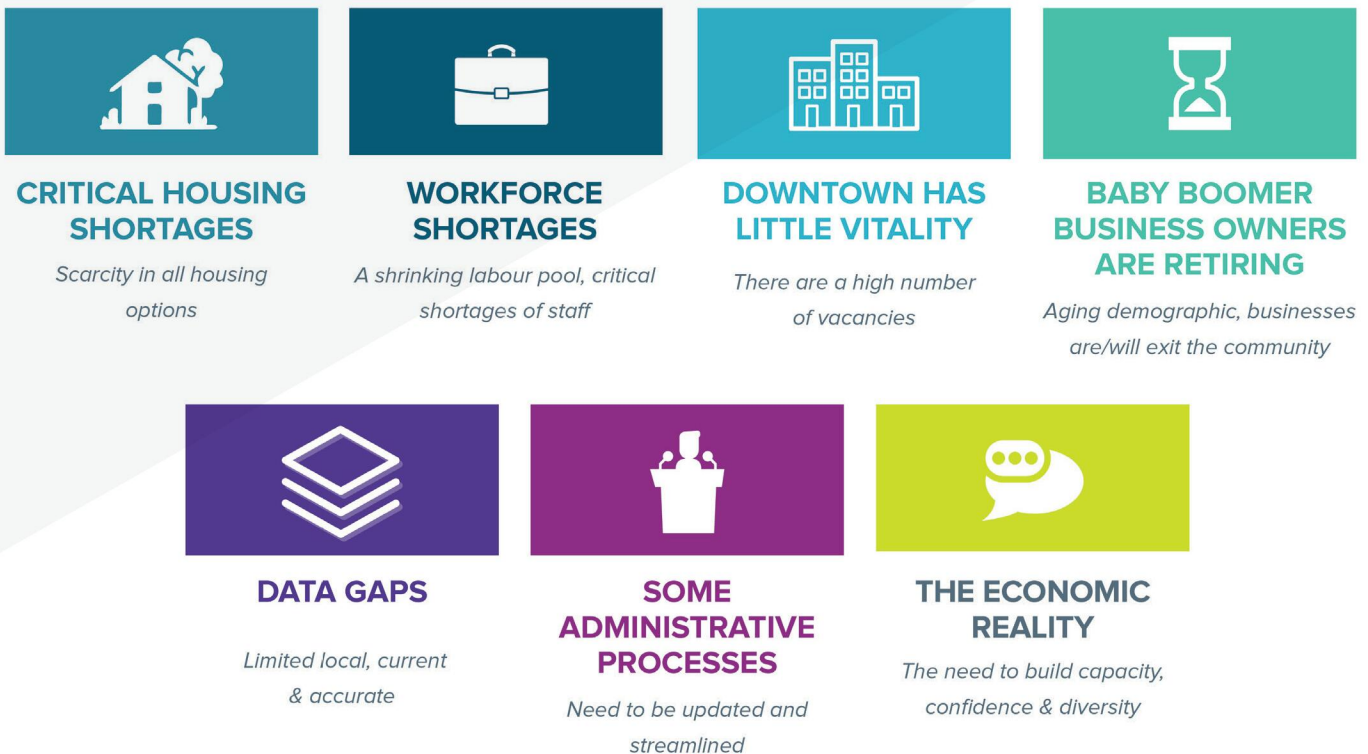 CRITICAL HOUSING
SHORTAGES
Scarcity in all housing
options
WORKFORCE
SHORTAGES
A shrinking labour pool, critical
shortages of staff
DOWNTOWN HAS
LITTLE VITALITY
There are a high number
of vacancies
BABY BOOMER
BUSINESS OWNERS
ARE RETIRING
Aging demographic, businesses
are/will exit the community
DATA GAPS
Limited local, current
& accurate
SOME
ADMINISTRATIVE
PROCESSES
Need to be updated and
streamlined
THE ECONOMIC
REALITY
The need to build capacity,
confidence & diversity